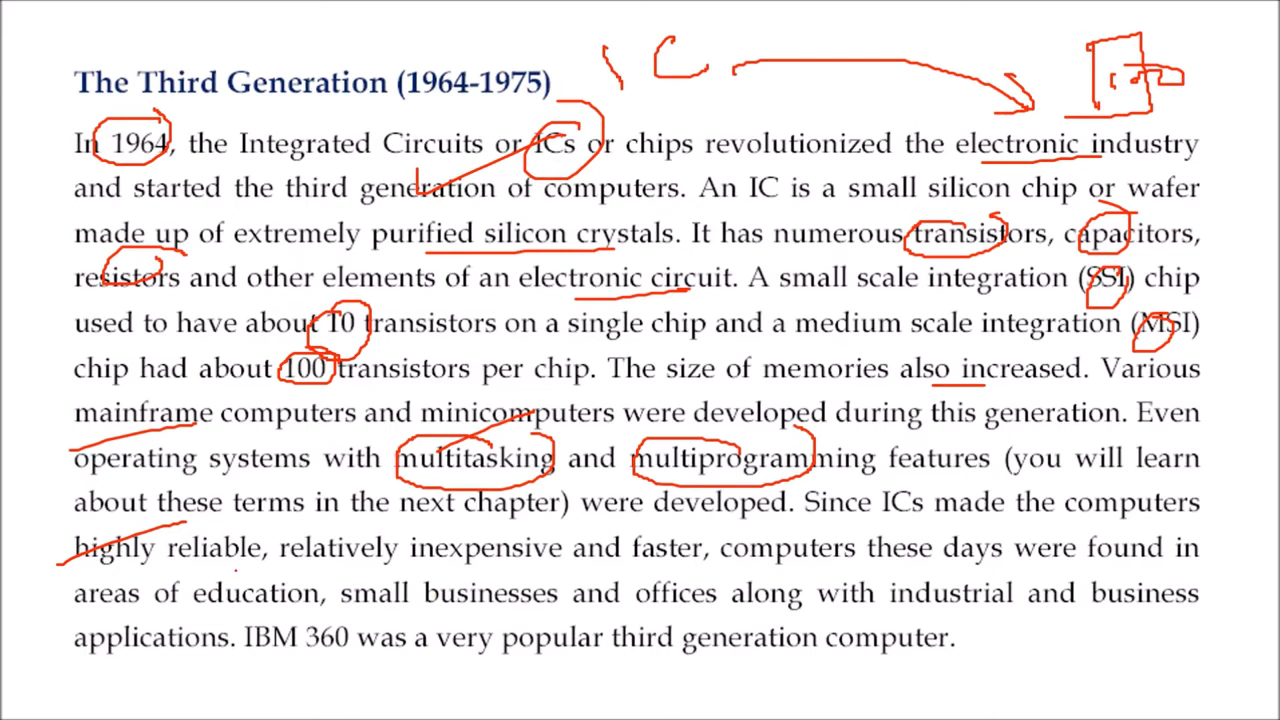 The Third Generation (1964-1975)
IC
In 1964, the Integrated Circuits or ICs or chips revolutionized the electronic industry
and started the third generation of computers. An IC is a small silicon chip or wafer
made up of extremely purified silicon crystals. It has numerous transistors, capacitors,
resistors and other elements of an electronic circuit. A small scale integration (SSI) chip
used to have about 10 transistors on a single chip and a medium scale integration (MSI)
chip had about 100 transistors per chip. The size of memories also increased. Various
mainframe computers and minicomputers were developed during this generation. Even
operating systems with multitasking and multiprogramming features (you will learn
about these terms in the next chapter) were developed. Since ICs made the computers
highly reliable, relatively inexpensive and faster, computers these days were found in
areas of education, small businesses and offices along with industrial and business
applications. IBM 360 was a very popular third generation computer.